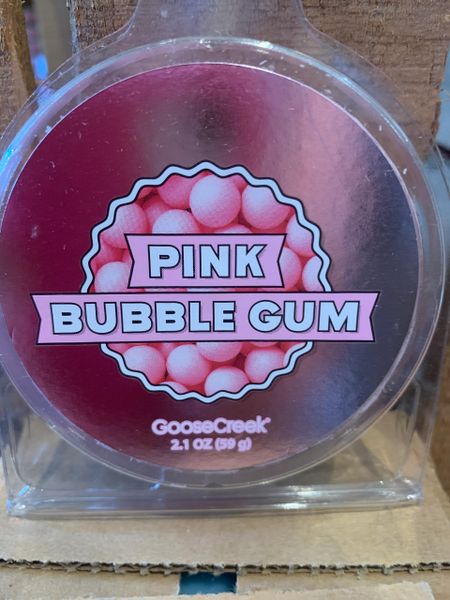 PINK
BUBBLE GUM
GooseCreek®
2.1 OZ (59 g)